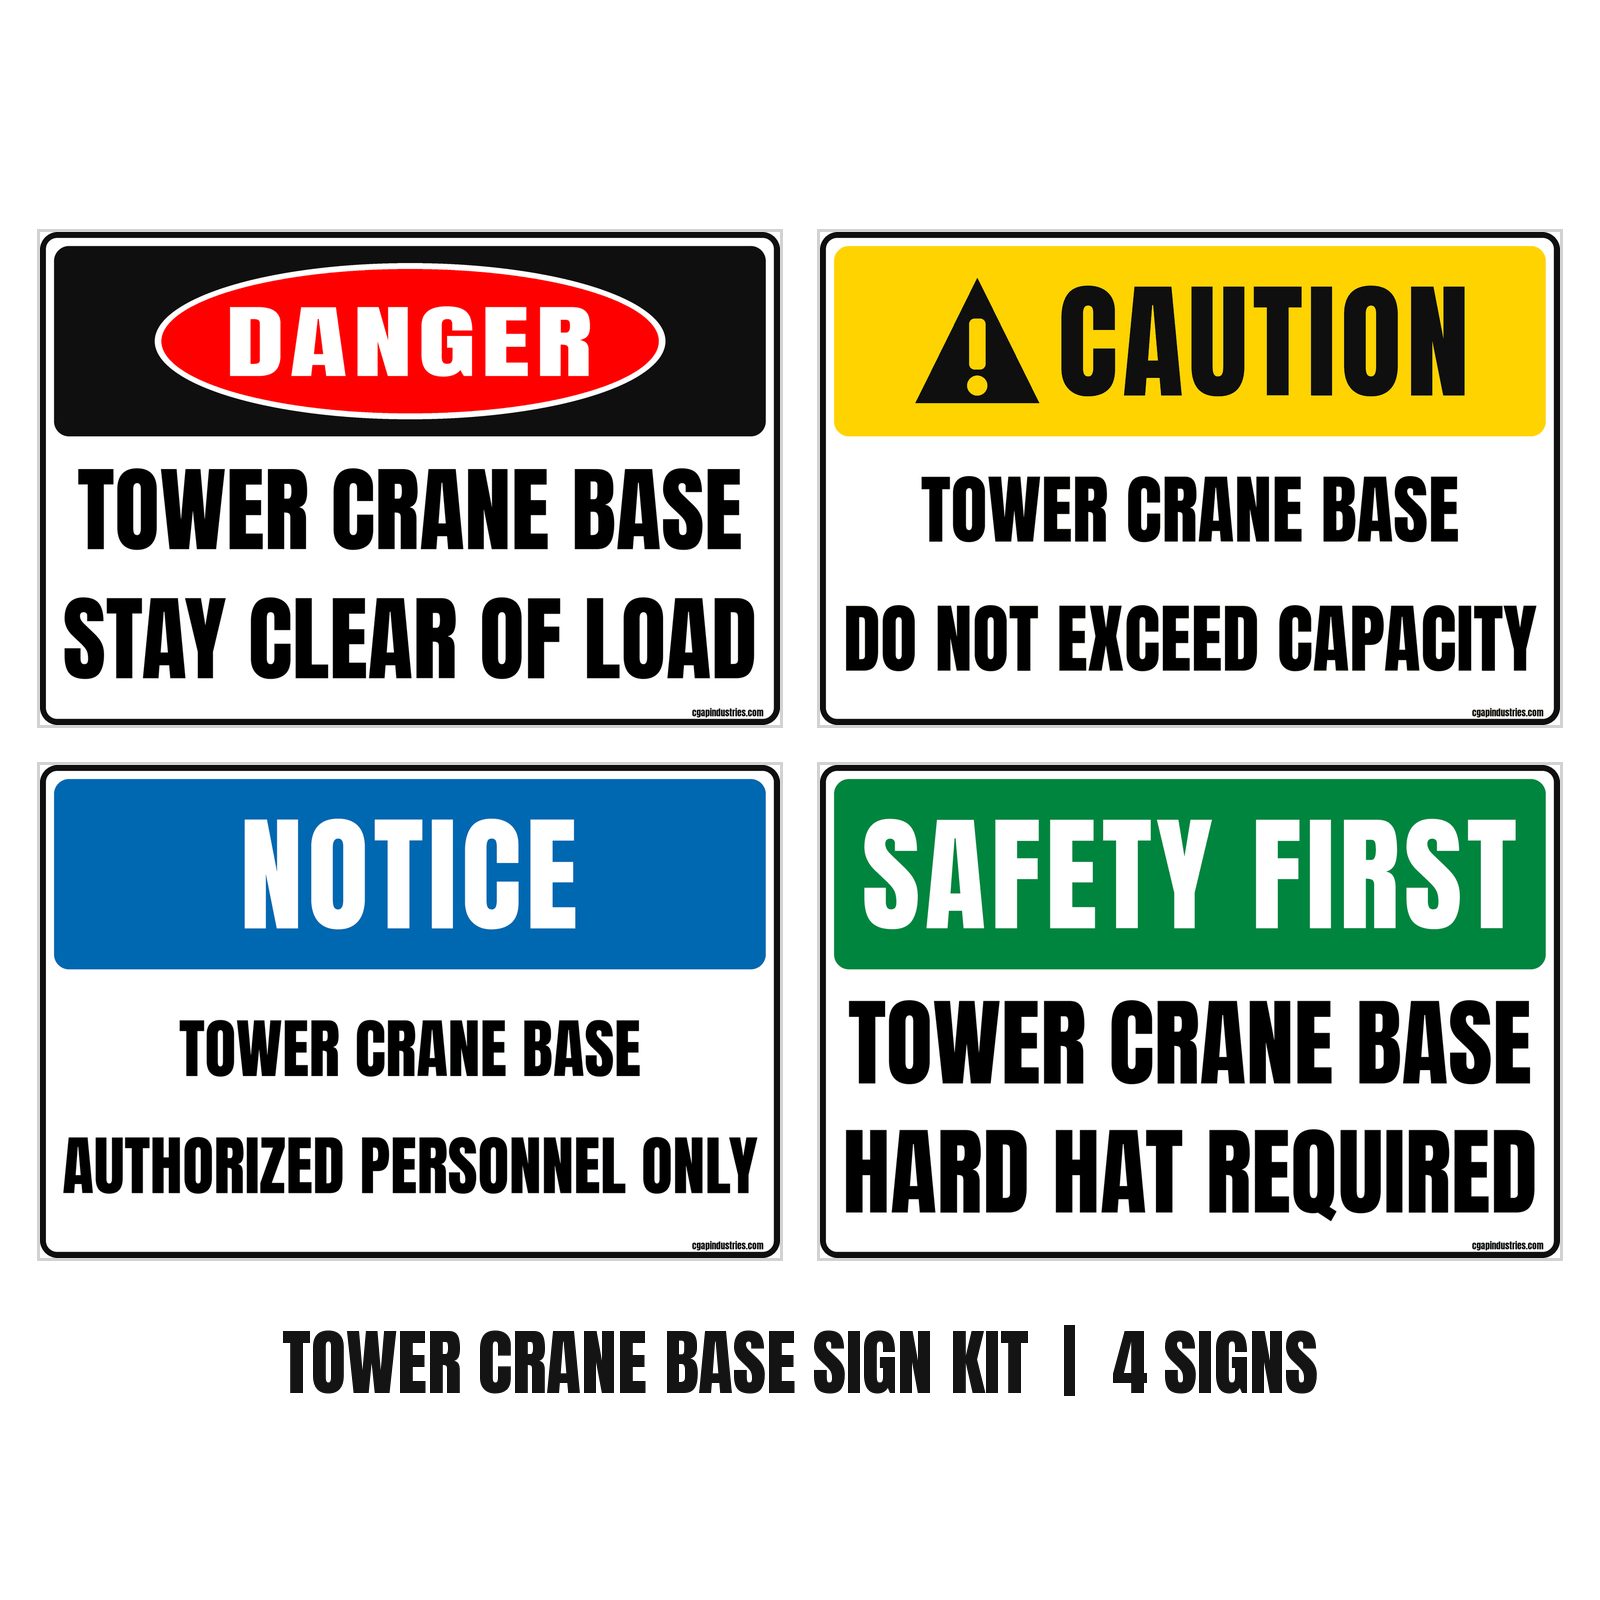 DANGER
TOWER CRANE BASE
STAY CLEAR OF LOAD
cgapindustries.com
CAUTION
TOWER CRANE BASE
DO NOT EXCEED CAPACITY
cgapindustries.com
NOTICE
TOWER CRANE BASE
AUTHORIZED PERSONNEL ONLY
cgapindustries.com
SAFETY FIRST
TOWER CRANE BASE
HARD HAT REQUIRED
cgapindustries.com
TOWER CRANE BASE SIGN KIT | 4 SIGNS